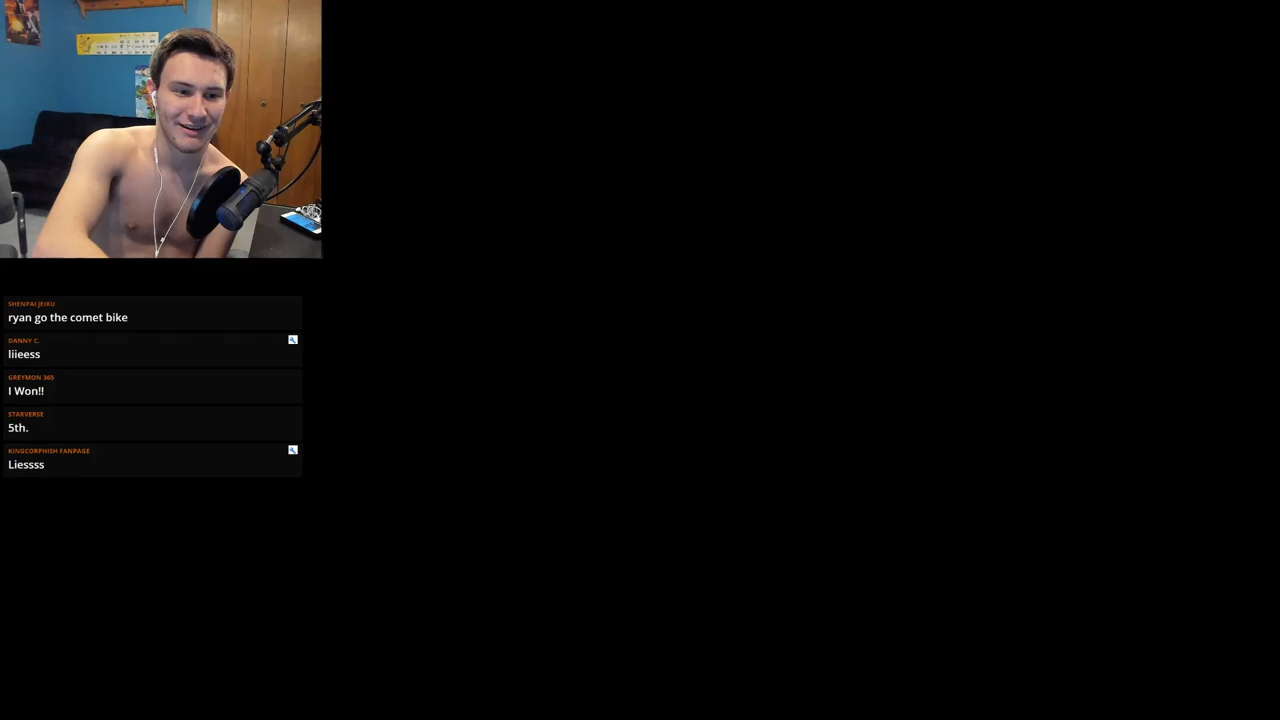 SHENPAI JEIKU
ryan go the comet bike
DANNY C.
liieess
GREYMON 365
I Won!!
STARVERSE
5th.
KINGCORPHISH FANPAGE
Liessss